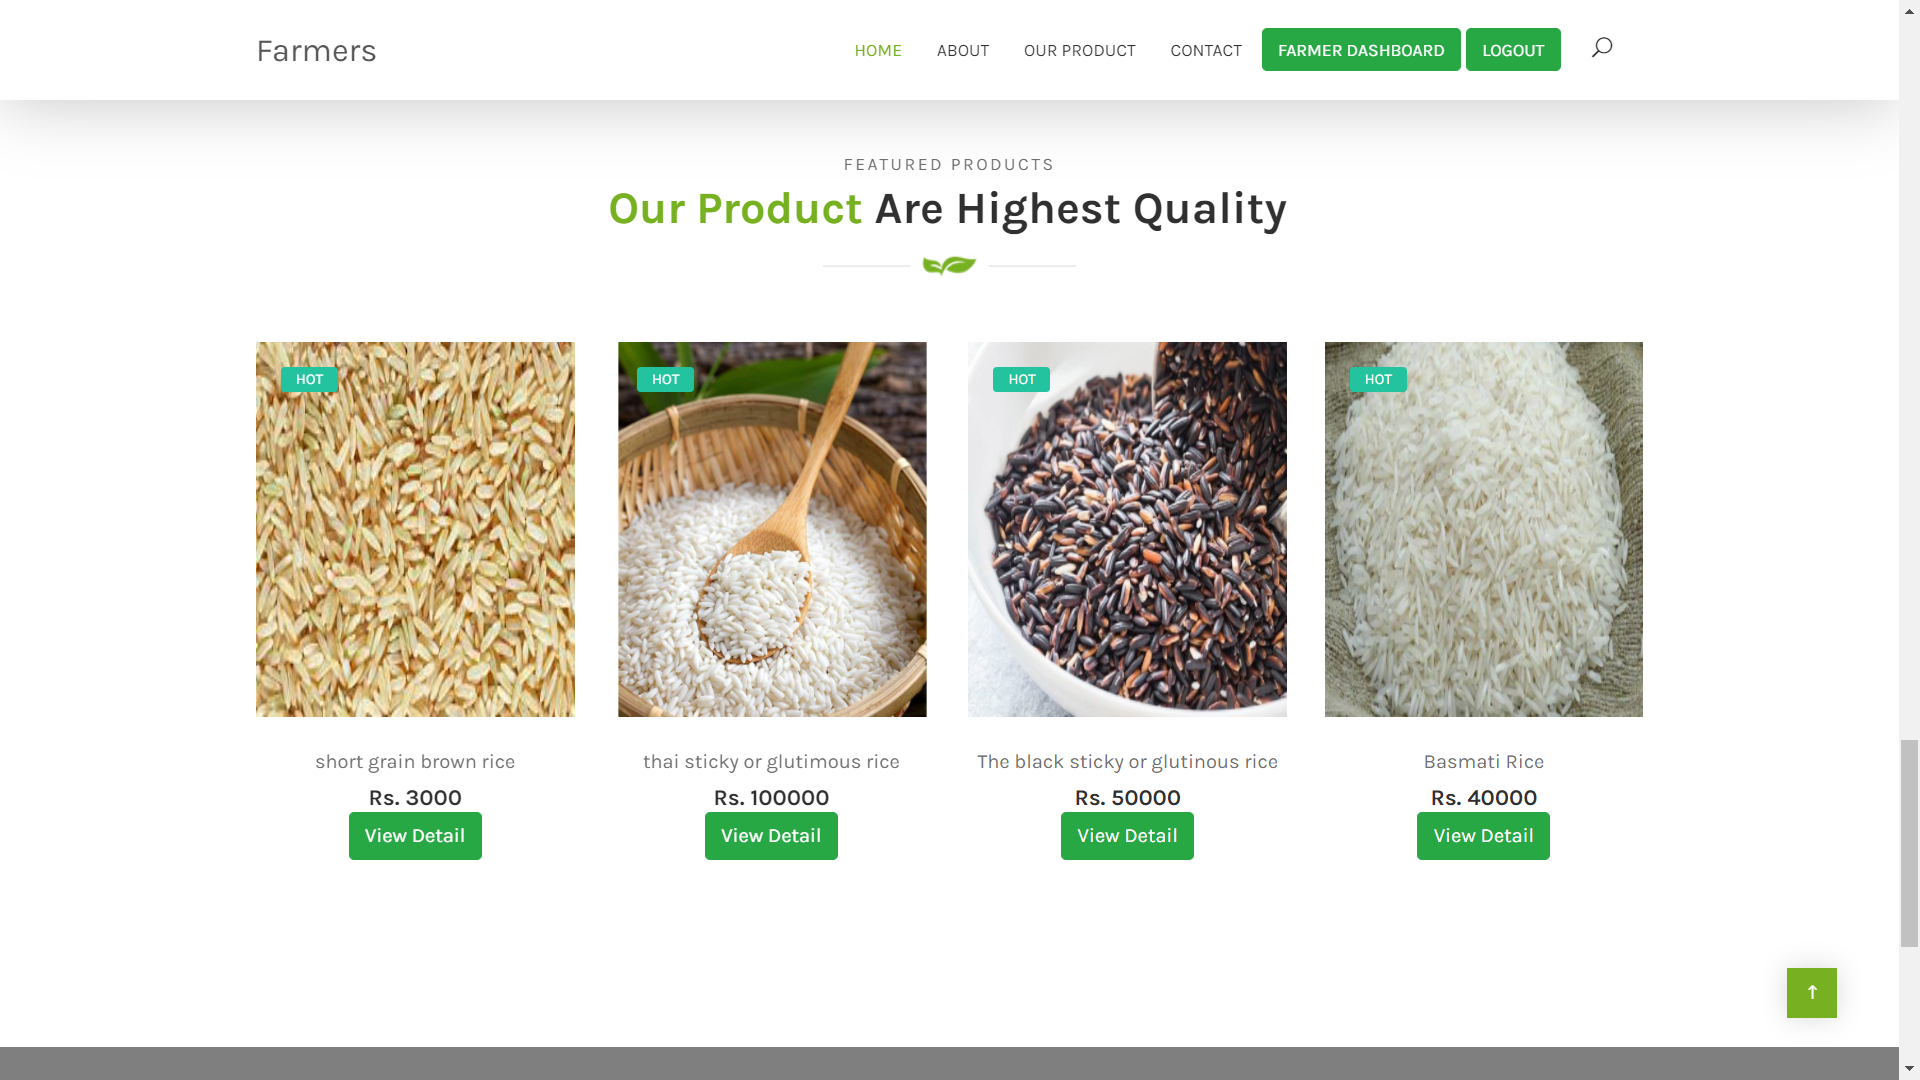 Farmers
HOME ABOUT OUR PRODUCT CONTACT FARMER DASHBOARD LOGOUT
FEATURED PRODUCTS
Our Product Are Highest Quality
HOT HOT HOT HOT
short grain brown rice
Rs. 3000
View Detail
thai sticky or glutimous rice
Rs. 100000
View Detail
The black sticky or glutinous rice
Rs. 50000
View Detail
Basmati Rice
Rs. 40000
View Detail